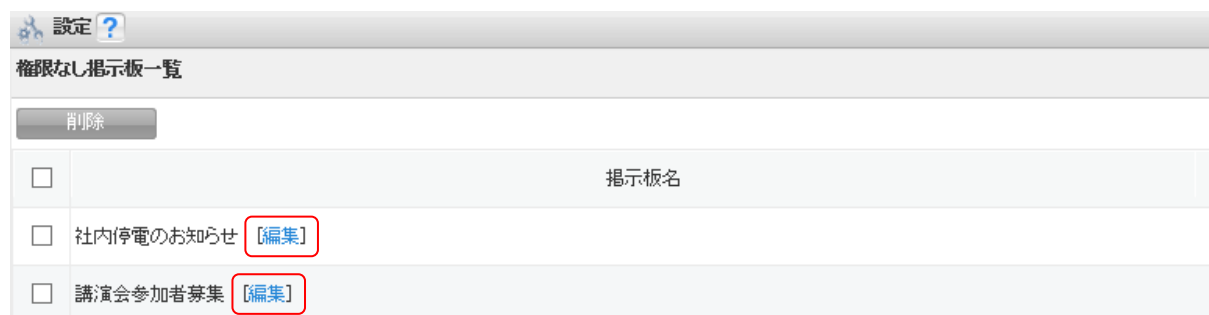 設定 ?
権限なし掲示板一覧
削除
掲示板名
社内停電のお知らせ [編集]
講演会参加者募集 [編集]